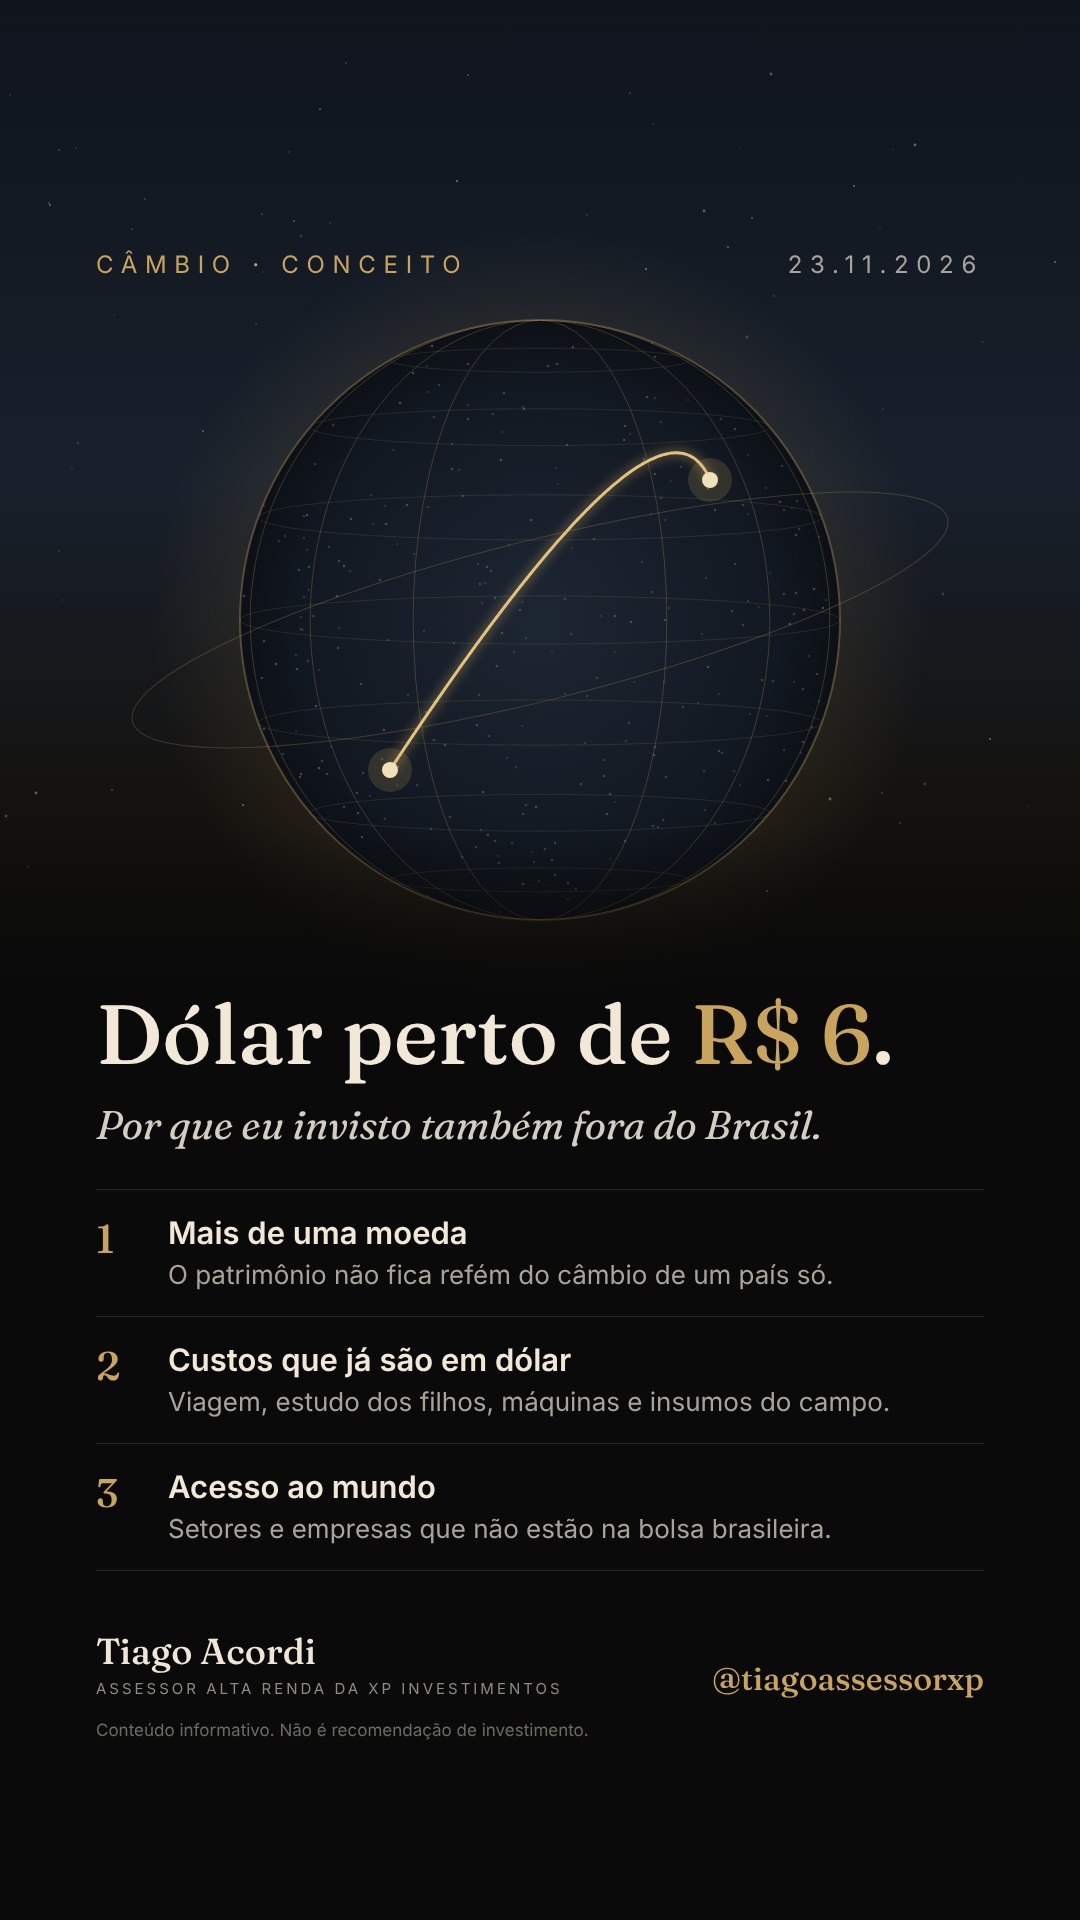 CÂMBIO · CONCEITO
23.11.2026
Dólar perto de R$ 6.
Por que eu invisto também fora do Brasil.
1
Mais de uma moeda
O patrimônio não fica refém do câmbio de um país só.
2
Custos que já são em dólar
Viagem, estudo dos filhos, máquinas e insumos do campo.
3
Acesso ao mundo
Setores e empresas que não estão na bolsa brasileira.
Tiago Acordi
ASSESSOR ALTA RENDA DA XP INVESTIMENTOS
@tiagoassessorxp
Conteúdo informativo. Não é recomendação de investimento.